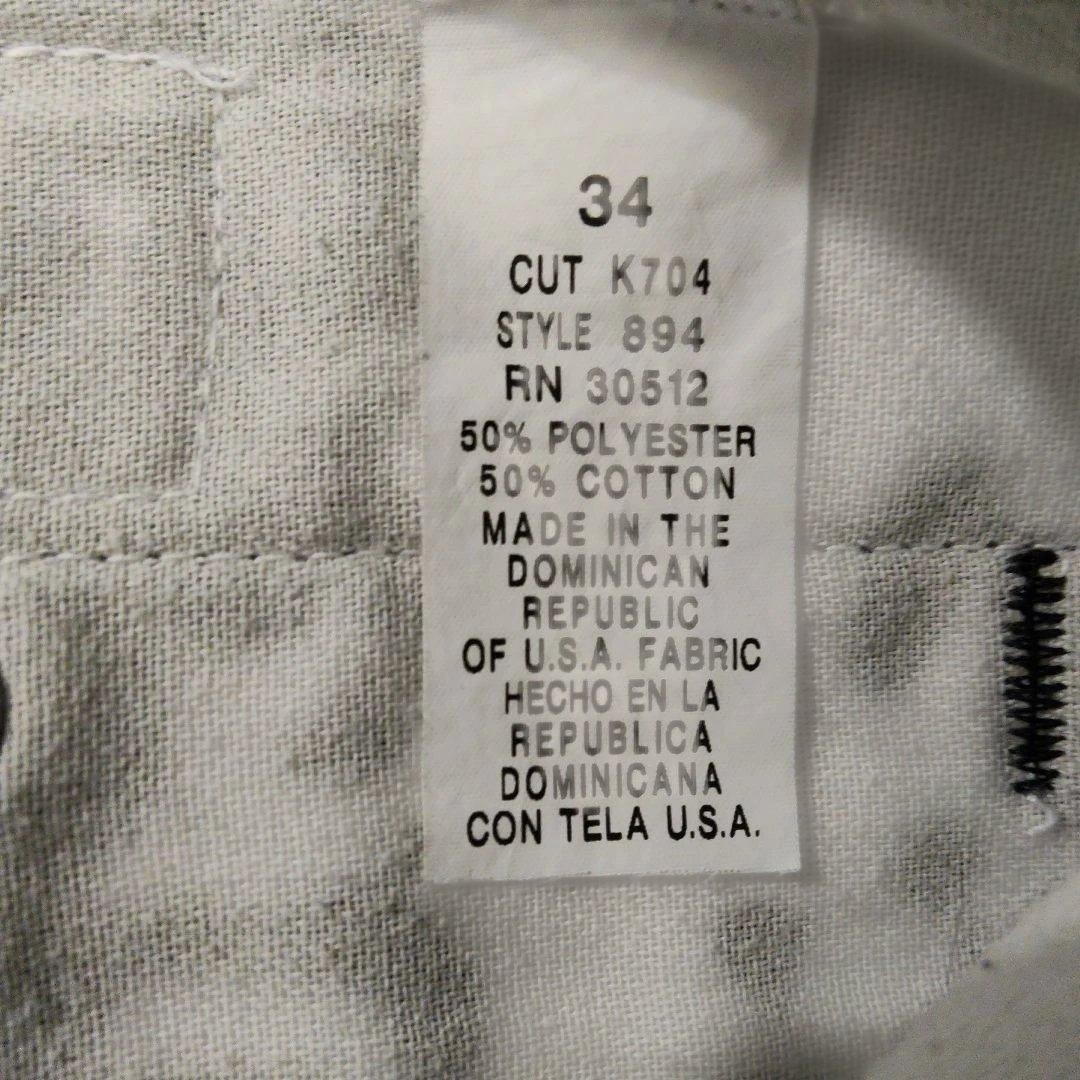 34
CUT K704
STYLE 894
RN 30512
50% POLYESTER
50% COTTON
MADE IN THE
DOMINICAN
REPUBLIC
OF U.S.A. FABRIC
HECHO EN LA
REPUBLICA
DOMINICANA
CON TELA U.S.A.